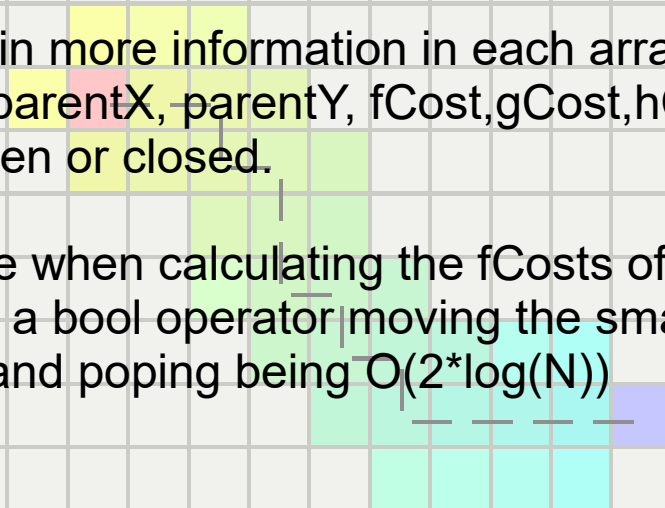 in more information in each arra
parentX, parentY, fCost,gCost,h
en or closed.
e when calculating the fCosts of
a bool operator moving the sma
and poping being O(2*log(N))